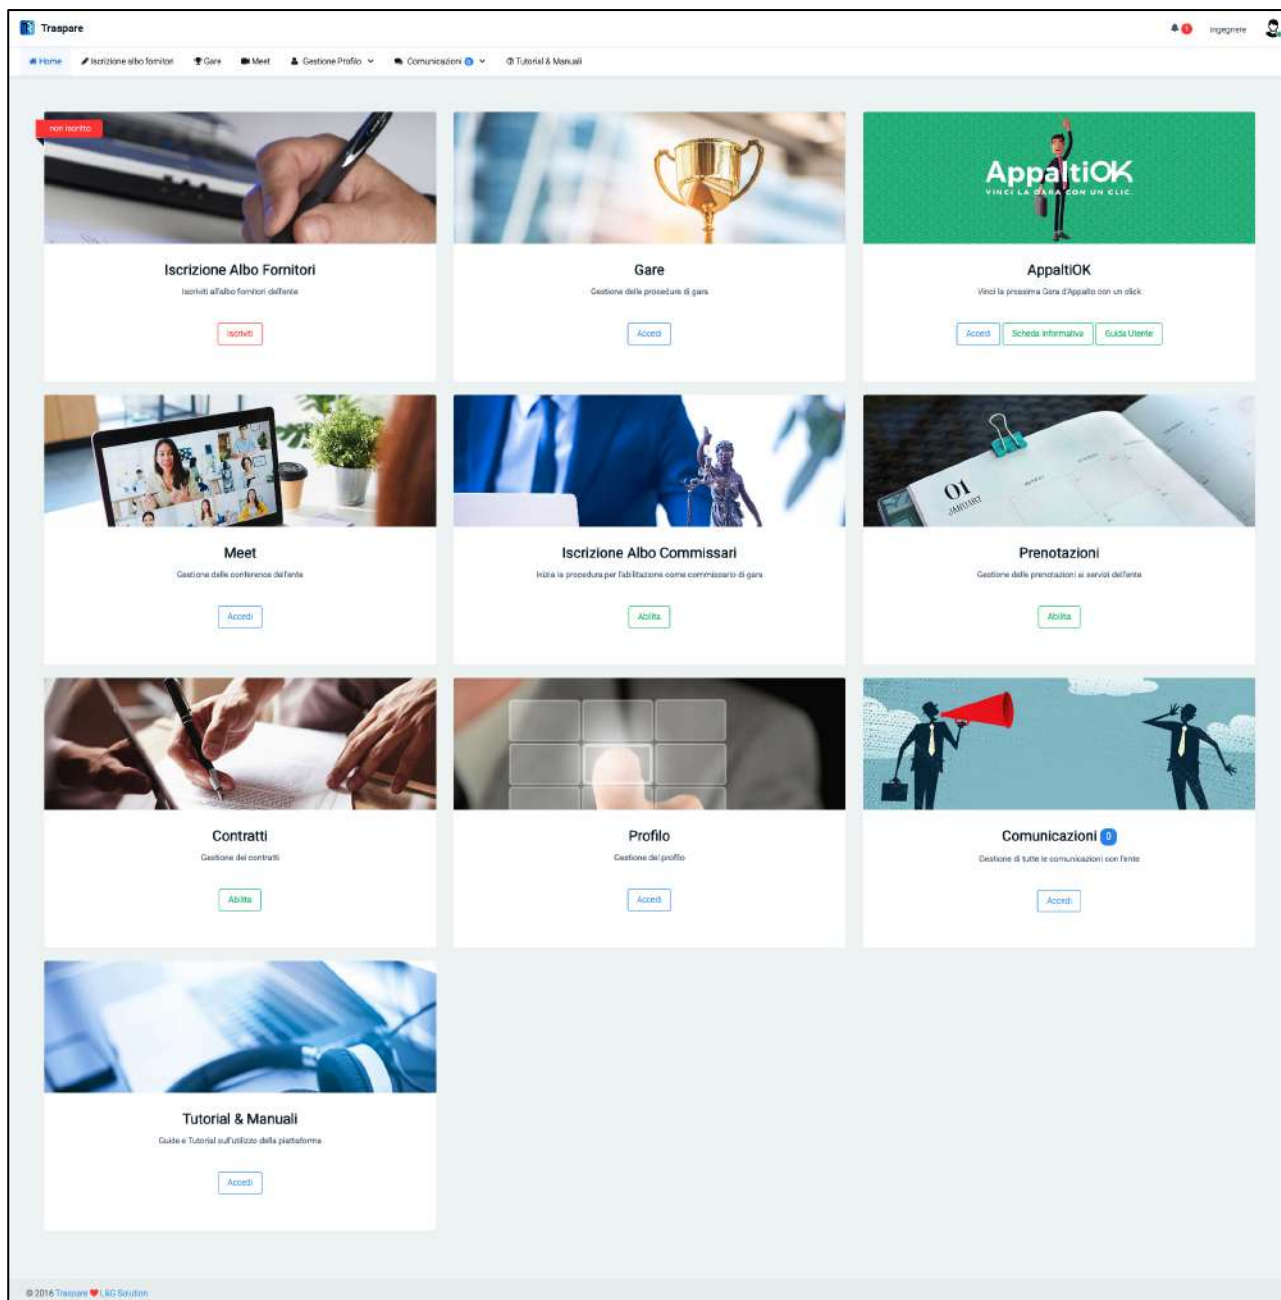 Traspare
1
ingegnere
Home
Iscrizione albo fornitori
Gare
Meet
Gestione Profilo
Comunicazioni 0
Tutorial & Manuali
non iscritto
Iscrizione Albo Fornitori
Iscriviti all'albo fornitori dell'ente
Iscriviti
Gare
Gestione delle procedure di gara
Accedi
AppaltiOK
VINCI LA GARA CON UN CLIC.
AppaltiOK
Vinci la prossima Gara d'Appalto con un click
Accedi
Scheda Informativa
Guida Utente
Meet
Gestione delle conference dell'ente
Accedi
Iscrizione Albo Commissari
Inizia la procedura per l'abilitazione come commissario di gara
Abilita
01
JANUARY
Prenotazioni
Gestione delle prenotazioni ai servizi dell'ente
Abilita
Contratti
Gestione dei contratti
Abilita
Profilo
Gestione del profilo
Accedi
Comunicazioni 0
Gestione di tutte le comunicazioni con l'ente
Accedi
Tutorial & Manuali
Guide e Tutorial sull'utilizzo della piattaforma
Accedi
© 2016 Traspare ❤ L&G Solution